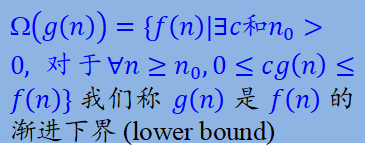 Ω(g(n)) = {f(n)|∃c和n₀ >
0, 对于∀n ≥ n₀, 0 ≤ cg(n) ≤
f(n)} 我们称 g(n) 是 f(n) 的
渐进下界 (lower bound)